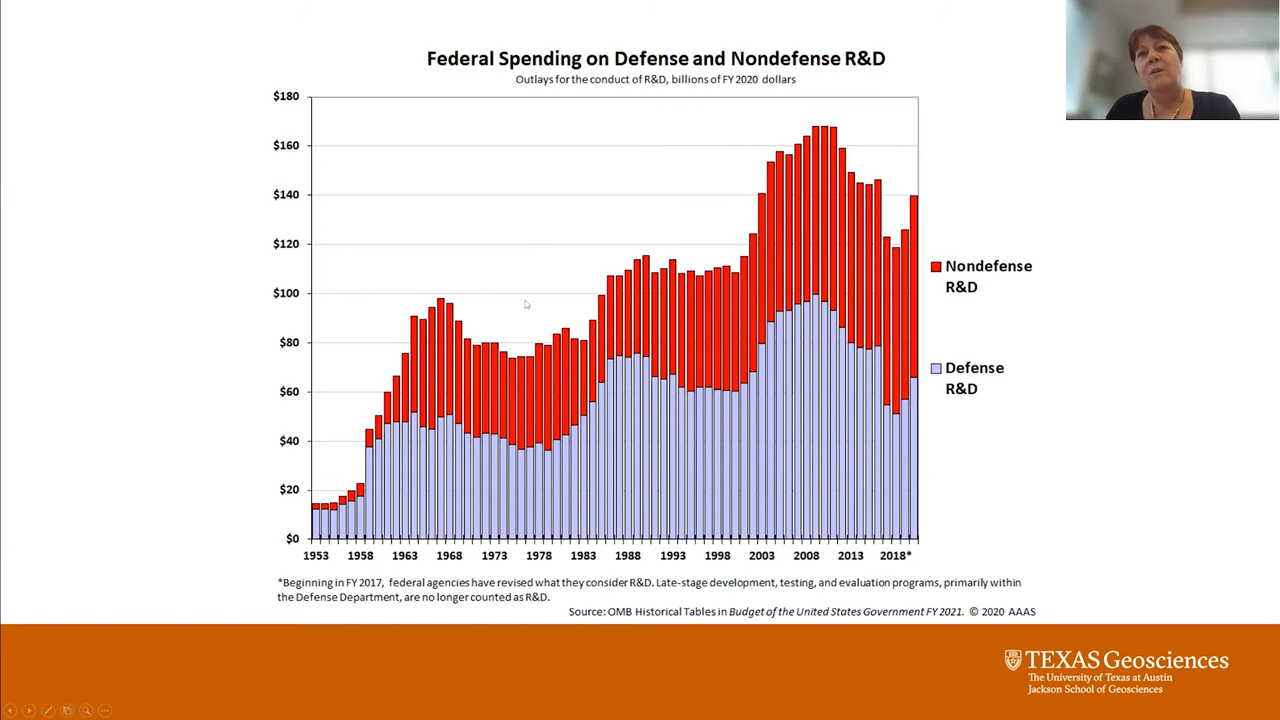 Federal Spending on Defense and Nondefense R&D
Outlays for the conduct of R&D, billions of FY 2020 dollars
$180
$160
$140
$120
$100
$80
$60
$40
$20
$0
1953 1958 1963 1968 1973 1978 1983 1988 1993 1998 2003 2008 2013 2018*
Nondefense
R&D
Defense
R&D
*Beginning in FY 2017, federal agencies have revised what they consider R&D. Late-stage development, testing, and evaluation programs, primarily within
the Defense Department, are no longer counted as R&D.
Source: OMB Historical Tables in Budget of the United States Government FY 2021. © 2020 AAAS
TEXAS Geosciences
The University of Texas at Austin
Jackson School of Geosciences